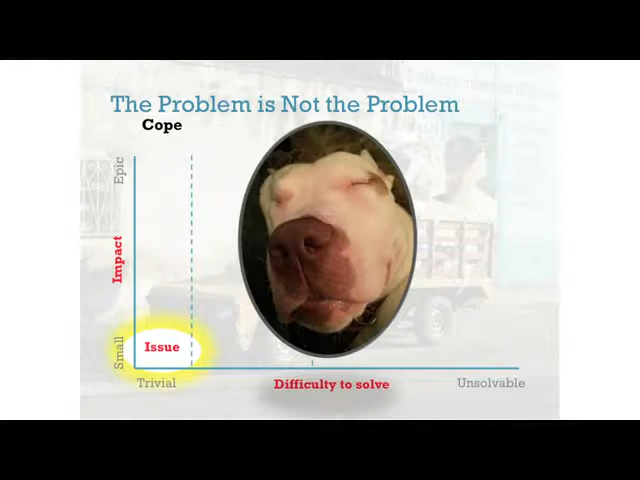 The Problem is Not the Problem
Cope
Epic
Impact
Small
Issue
Trivial
Difficulty to solve
Unsolvable